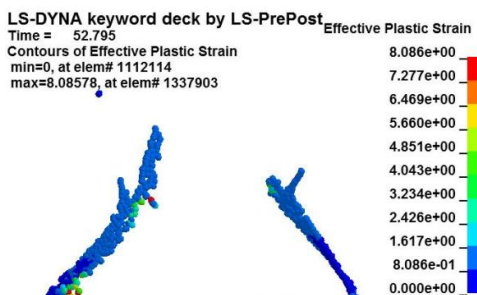 LS-DYNA keyword deck by LS-PrePost
Time =    52.795
Contours of Effective Plastic Strain
min=0, at elem# 1112114
max=8.08578, at elem# 1337903
Effective Plastic Strain
8.086e+00
7.277e+00
6.469e+00
5.660e+00
4.851e+00
4.043e+00
3.234e+00
2.426e+00
1.617e+00
8.086e-01
0.000e+00